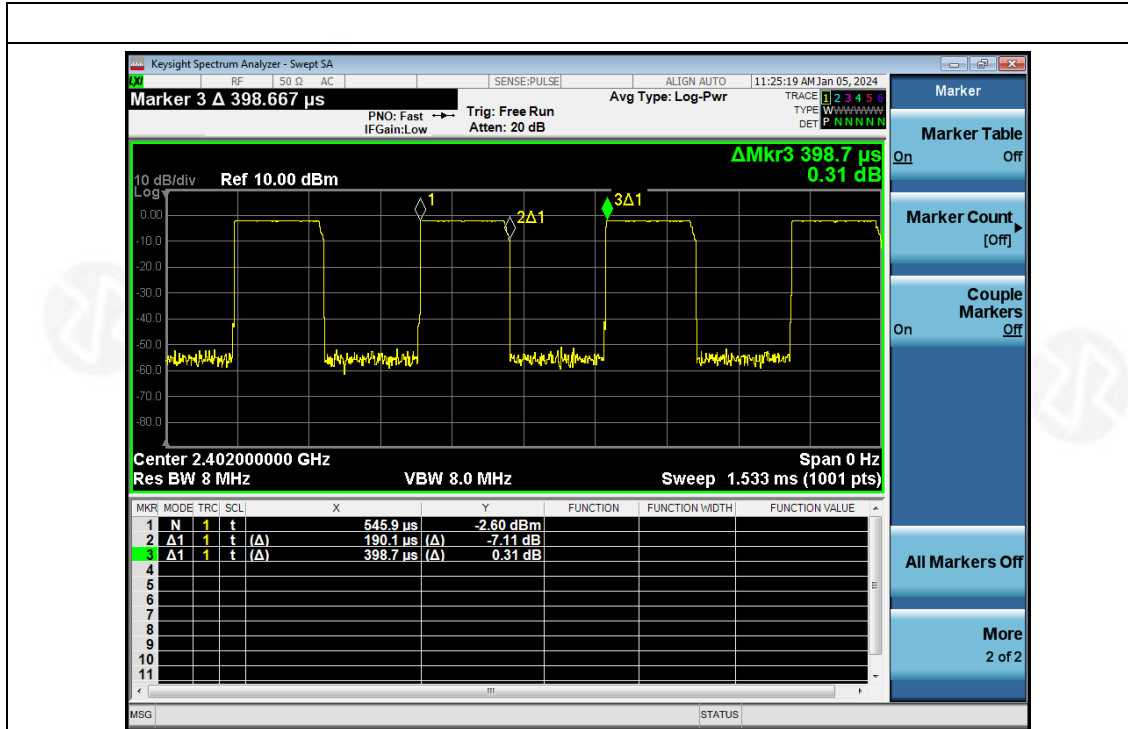 Keysight Spectrum Analyzer - Swept SA
LXI RF 50 Ω AC SENSE:PULSE ALIGN AUTO 11:25:19 AM Jan 05, 2024
Marker 3 Δ 398.667 µs
PNO: Fast
IFGain:Low
Trig: Free Run
Atten: 20 dB
Avg Type: Log-Pwr
TRACE 1 2 3 4 5 6
TYPE WWWWWW
DET P N N N N N
ΔMkr3 398.7 µs
0.31 dB
10 dB/div Ref 10.00 dBm
Log
1
2Δ1
3Δ1
0.00
-10.0
-20.0
-30.0
-40.0
-50.0
-60.0
-70.0
-80.0
Center 2.402000000 GHz Span 0 Hz
Res BW 8 MHz VBW 8.0 MHz Sweep 1.533 ms (1001 pts)
MKR MODE TRC SCL X Y FUNCTION FUNCTION WIDTH FUNCTION VALUE
1 N 1 t 545.9 µs -2.60 dBm
2 Δ1 1 t (Δ) 190.1 µs (Δ) -7.11 dB
3 Δ1 1 t (Δ) 398.7 µs (Δ) 0.31 dB
4
5
6
7
8
9
10
11
MSG STATUS
Marker
Marker Table
On Off
Marker Count
[Off]
Couple
Markers
On Off
All Markers Off
More
2 of 2